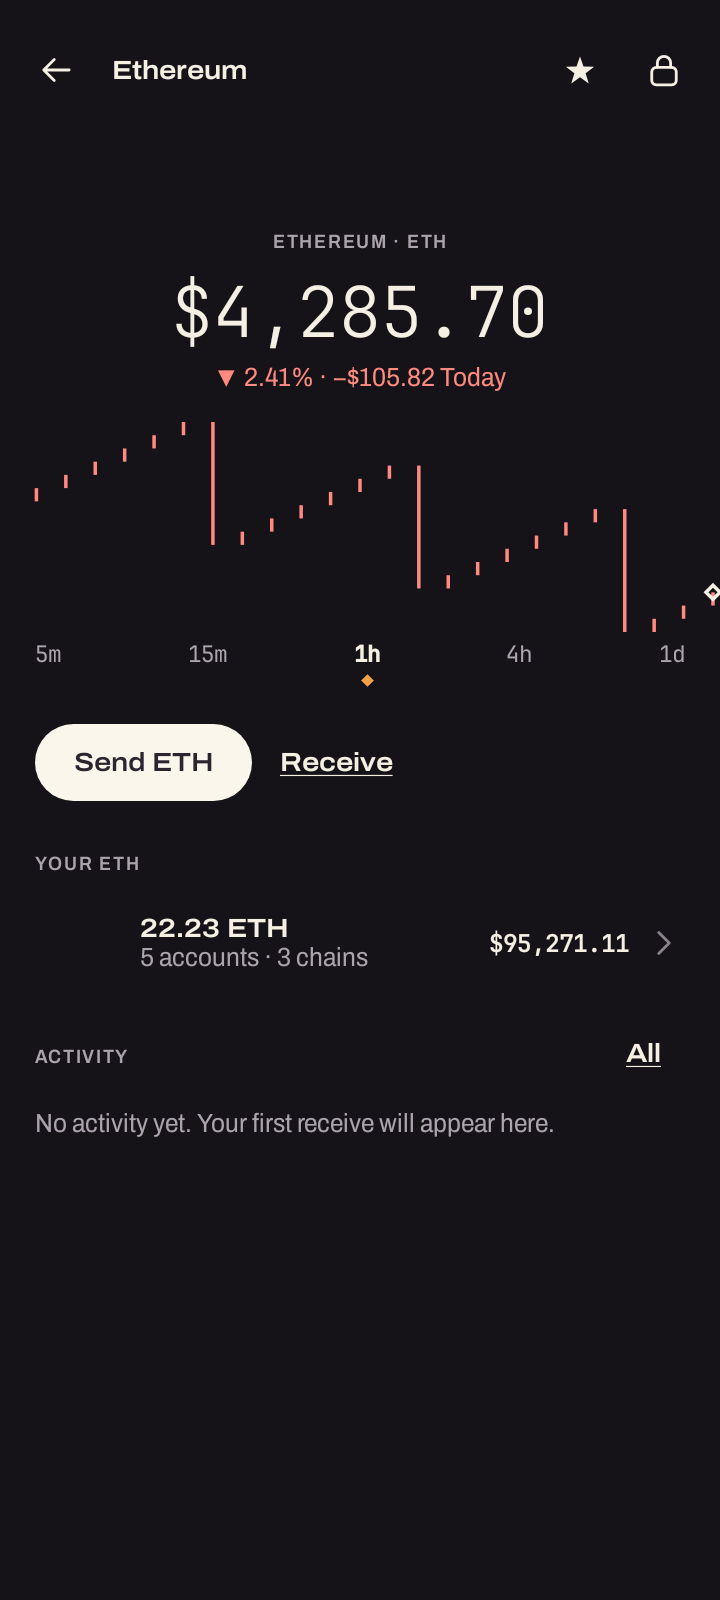 Ethereum
ETHEREUM · ETH
$4,285.70
▼ 2.41% · −$105.82 Today
5m 15m 1h 4h 1d
Send ETH Receive
YOUR ETH
22.23 ETH
5 accounts · 3 chains
$95,271.11
ACTIVITY All
No activity yet. Your first receive will appear here.